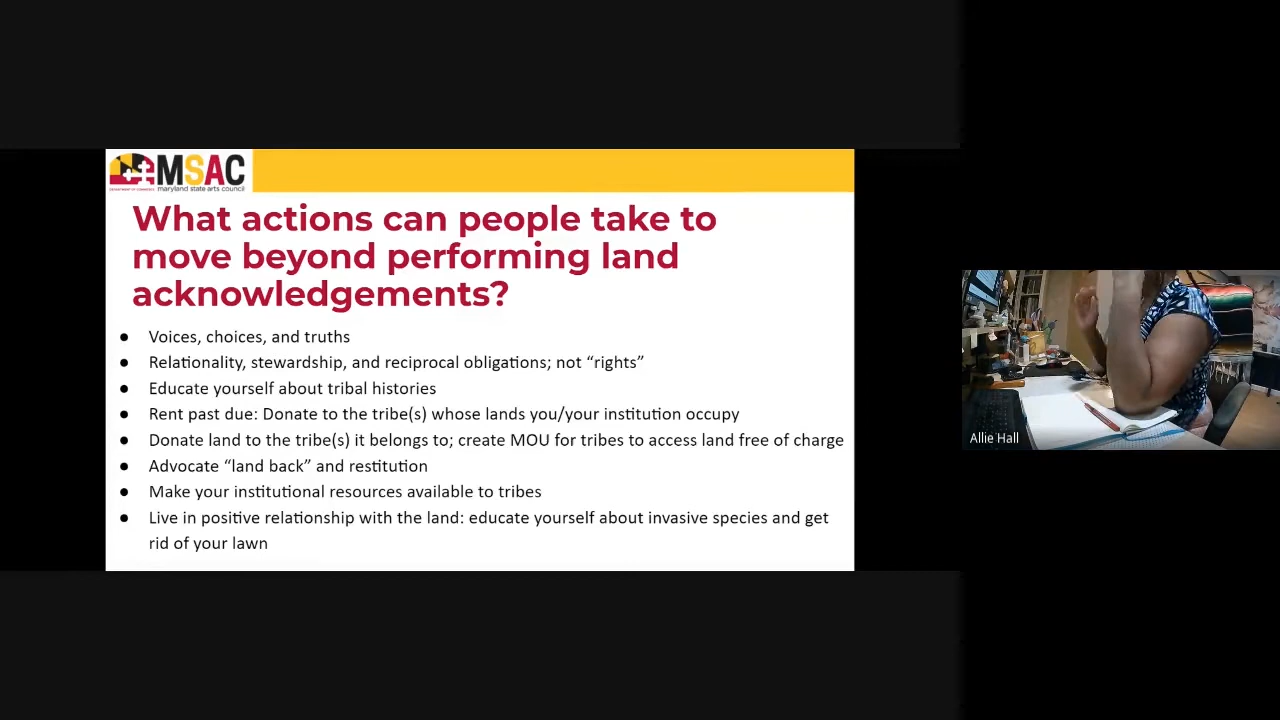 MSAC
DEPARTMENT OF COMMERCE maryland state arts council
What actions can people take to
move beyond performing land
acknowledgements?
● Voices, choices, and truths
● Relationality, stewardship, and reciprocal obligations; not “rights”
● Educate yourself about tribal histories
● Rent past due: Donate to the tribe(s) whose lands you/your institution occupy
● Donate land to the tribe(s) it belongs to; create MOU for tribes to access land free of charge
● Advocate “land back” and restitution
● Make your institutional resources available to tribes
● Live in positive relationship with the land: educate yourself about invasive species and get
rid of your lawn
Allie Hall